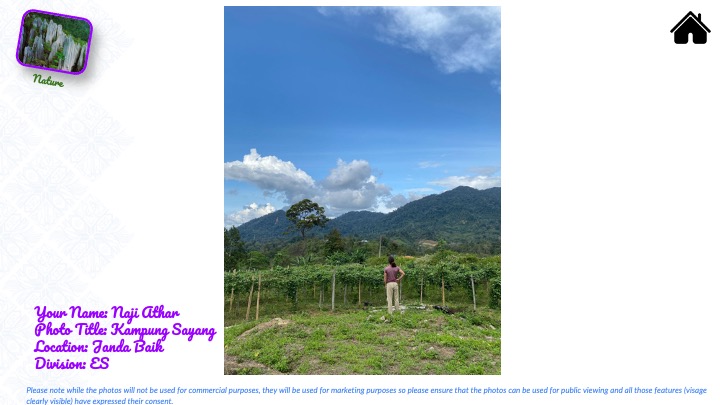 Nature
Your Name: Naji Athar
Photo Title: Kampung Sayang
Location: Janda Baik
Division: ES
Please note while the photos will not be used for commercial purposes, they will be used for marketing purposes so please ensure that the photos can be used for public viewing and all those features (visage
clearly visible) have expressed their consent.